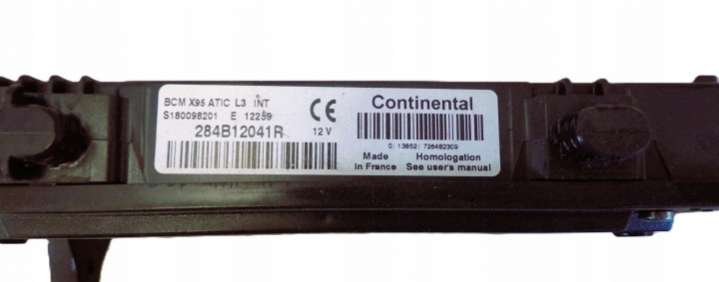 BCM X95 ATIC L3 INT
S180098201 E 12259
284B12041R
CE
12 V
Continental
Made
in France
Homologation
See user's manual